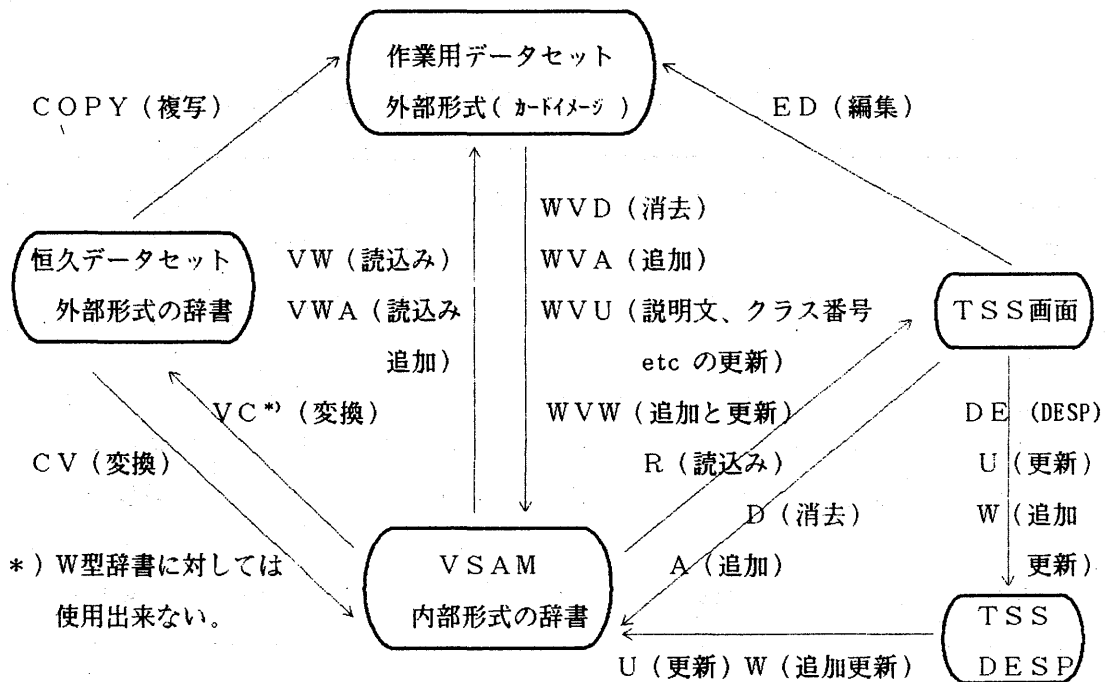 作業用データセット
外部形式(カードイメージ)
COPY(複写)
ED(編集)
恒久データセット
外部形式の辞書
VW(読込み)
VWA(読込み
追加)
WVD(消去)
WVA(追加)
WVU(説明文、クラス番号
etc の更新)
WVW(追加と更新)
TSS画面
VC*)(変換)
CV(変換)
R(読込み)
D(消去)
A(追加)
DE (DESP)
U(更新)
W(追加
更新)
*)W型辞書に対しては
使用出来ない。
VSAM
内部形式の辞書
TSS
DESP
U(更新)W(追加更新)